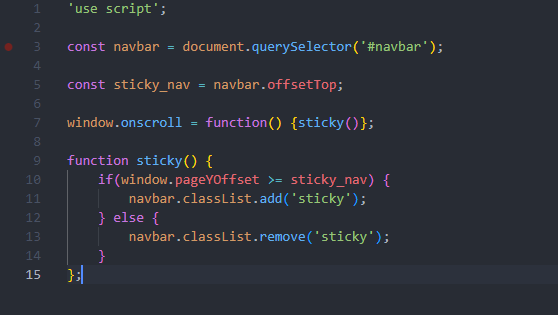 1 'use script';
2
3 const navbar = document.querySelector('#navbar');
4
5 const sticky_nav = navbar.offsetTop;
6
7 window.onscroll = function() {sticky()};
8
9 function sticky() {
10 if(window.pageYOffset >= sticky_nav) {
11 navbar.classList.add('sticky');
12 } else {
13 navbar.classList.remove('sticky');
14 }
15 };